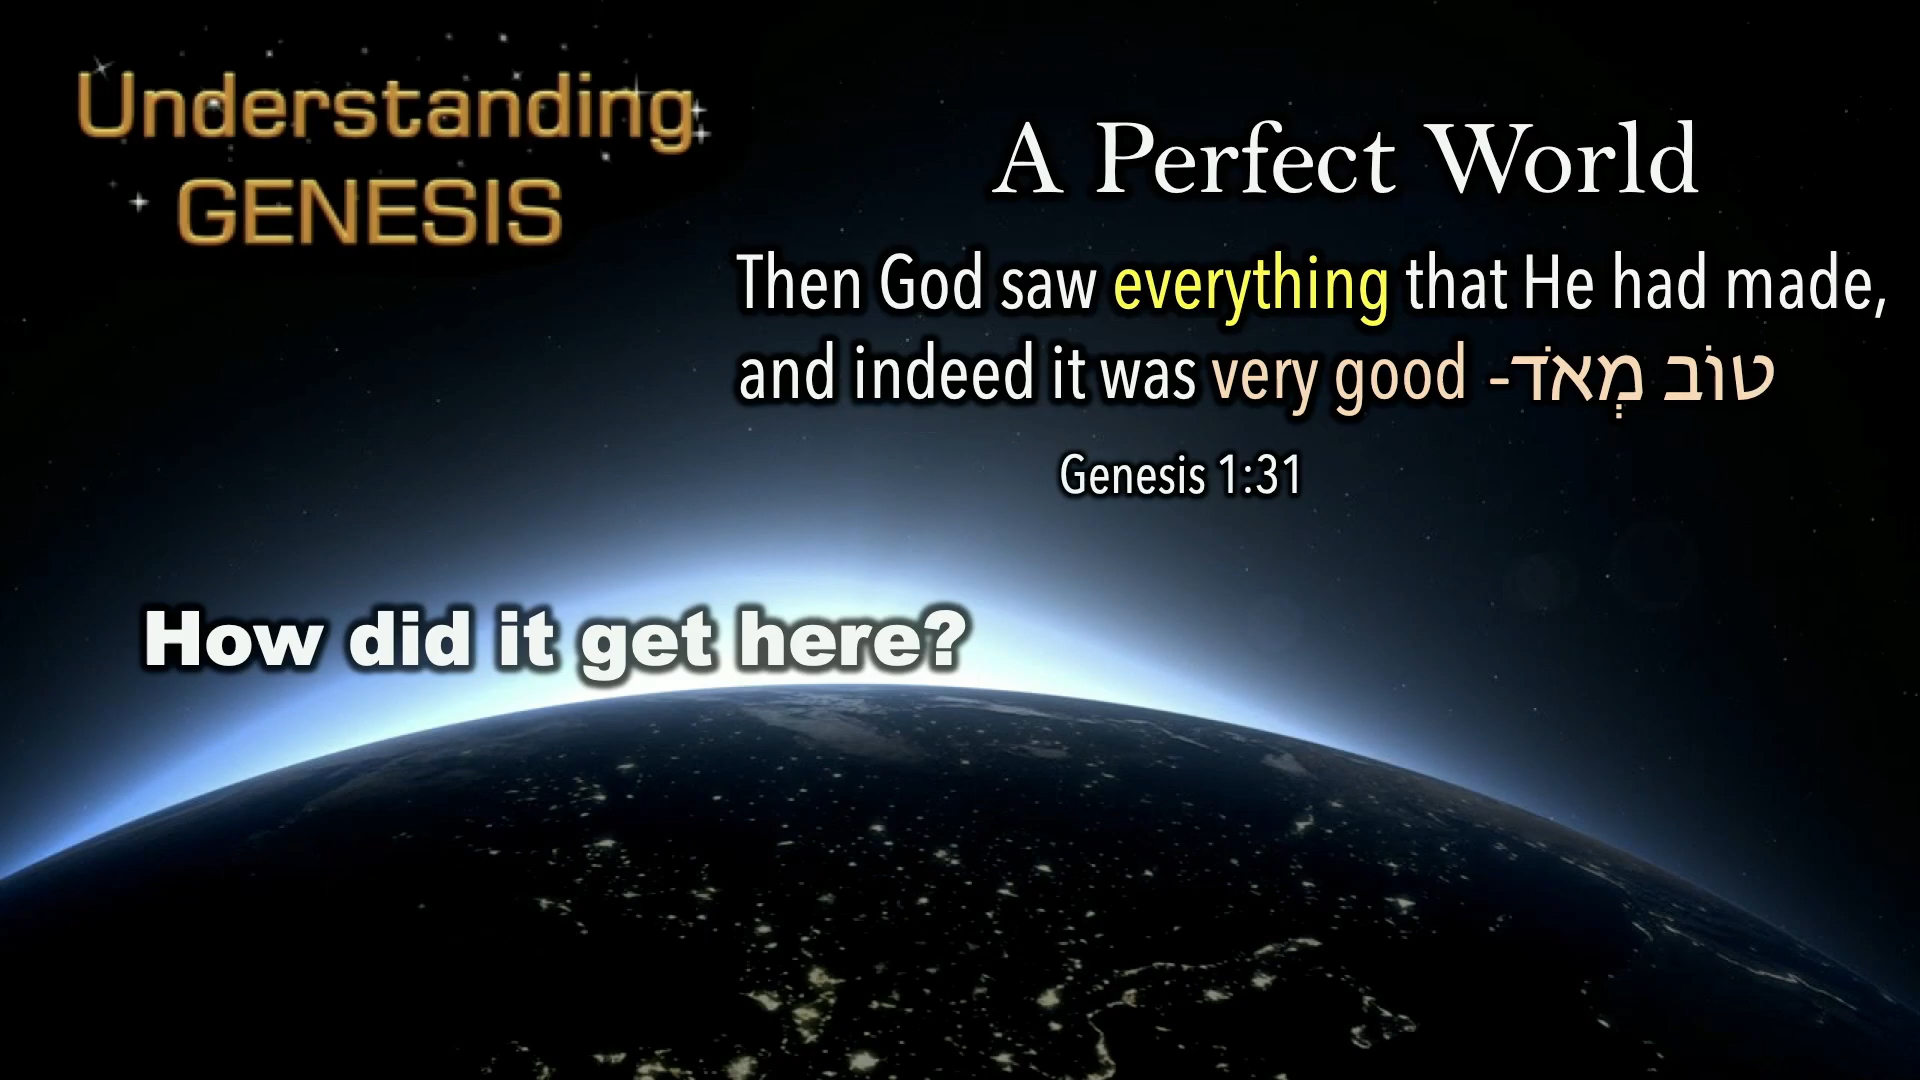 Understanding
GENESIS
A Perfect World
Then God saw everything that He had made,
and indeed it was very good - טוֹב מְאֹד
Genesis 1:31
How did it get here?